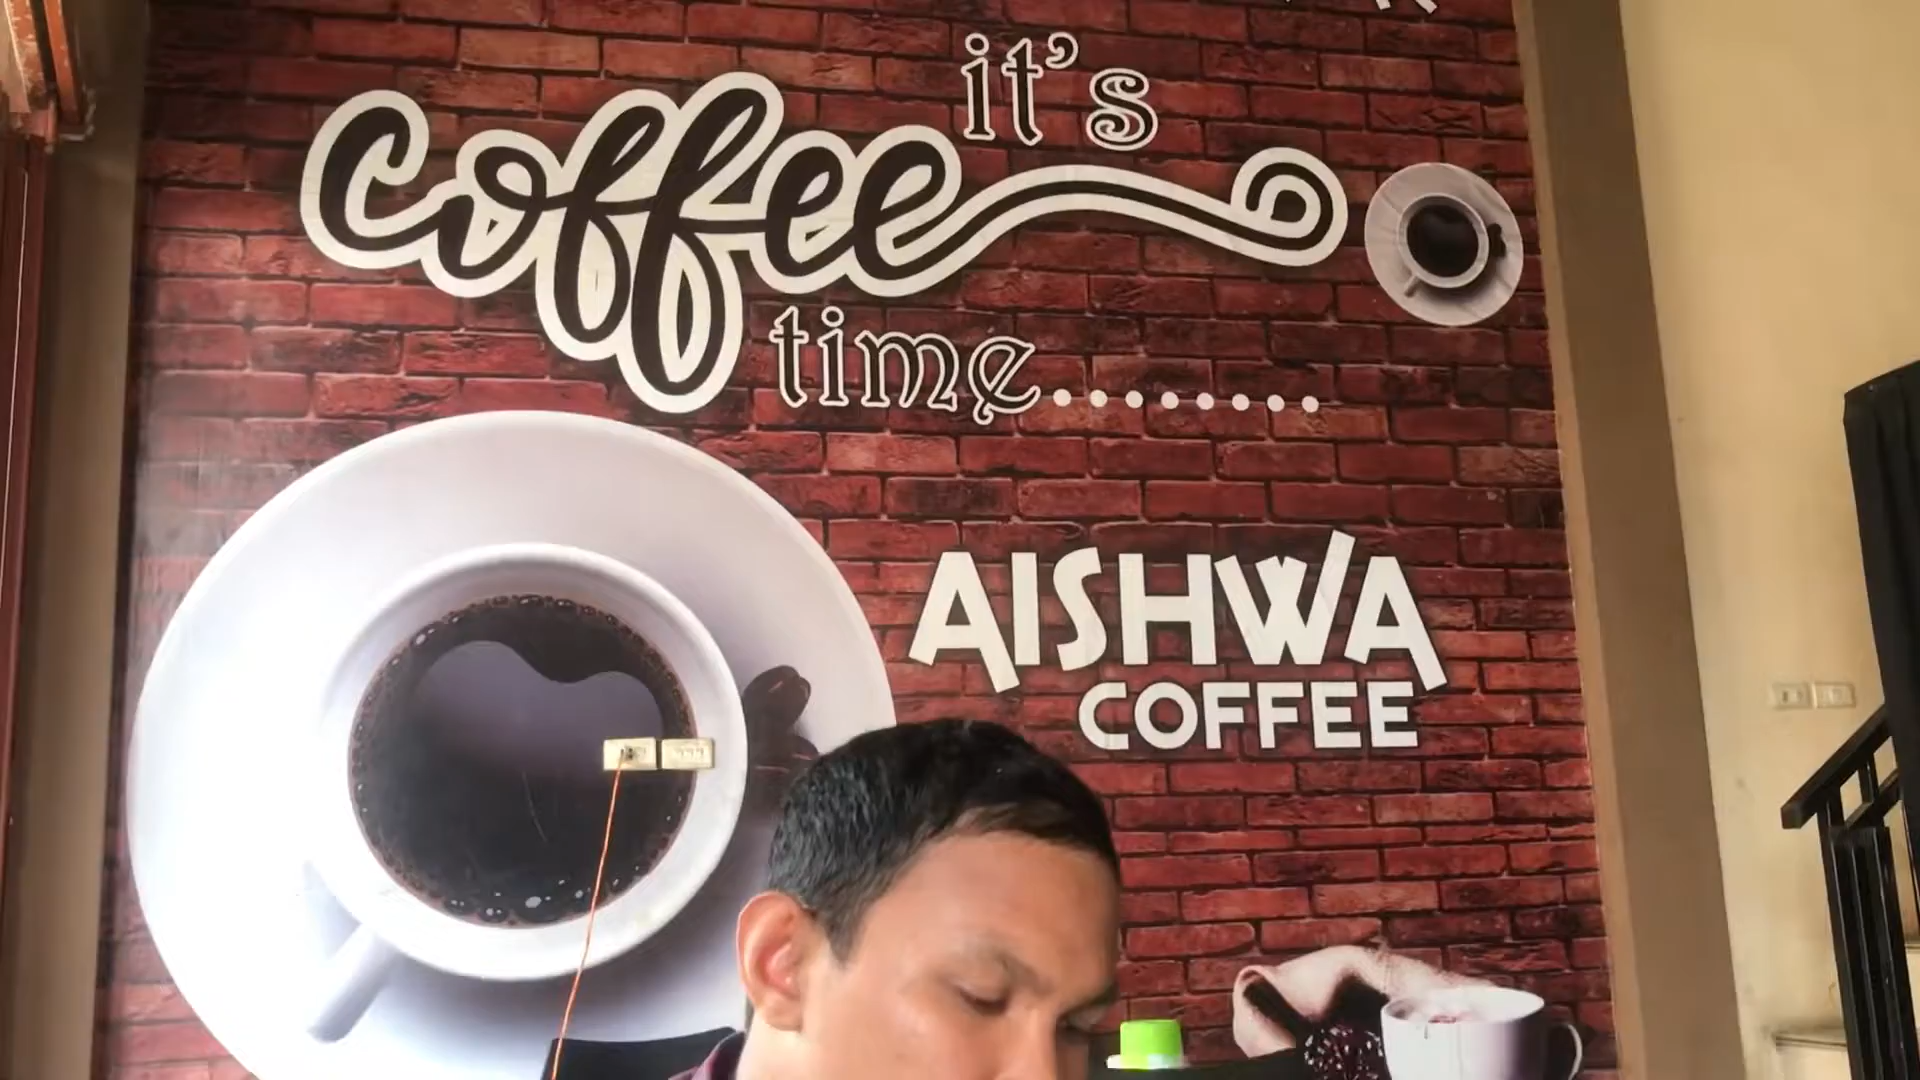 it's
coffee
time........
AISHWA
COFFEE